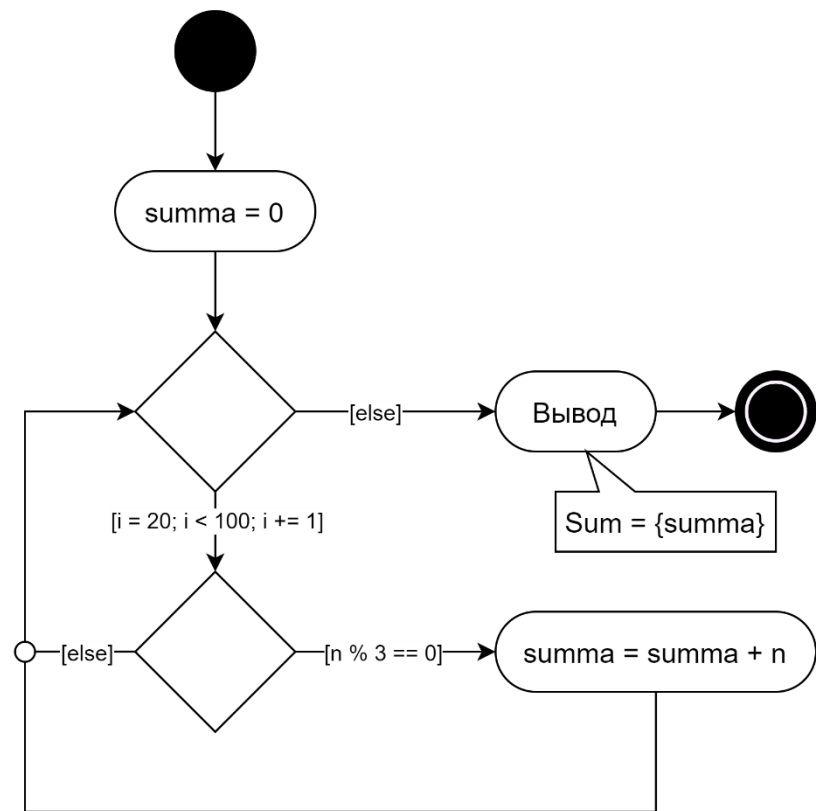 summa = 0
[else]
Вывод
[i = 20; i < 100; i += 1]
Sum = {summa}
[else]
[n % 3 == 0]
summa = summa + n